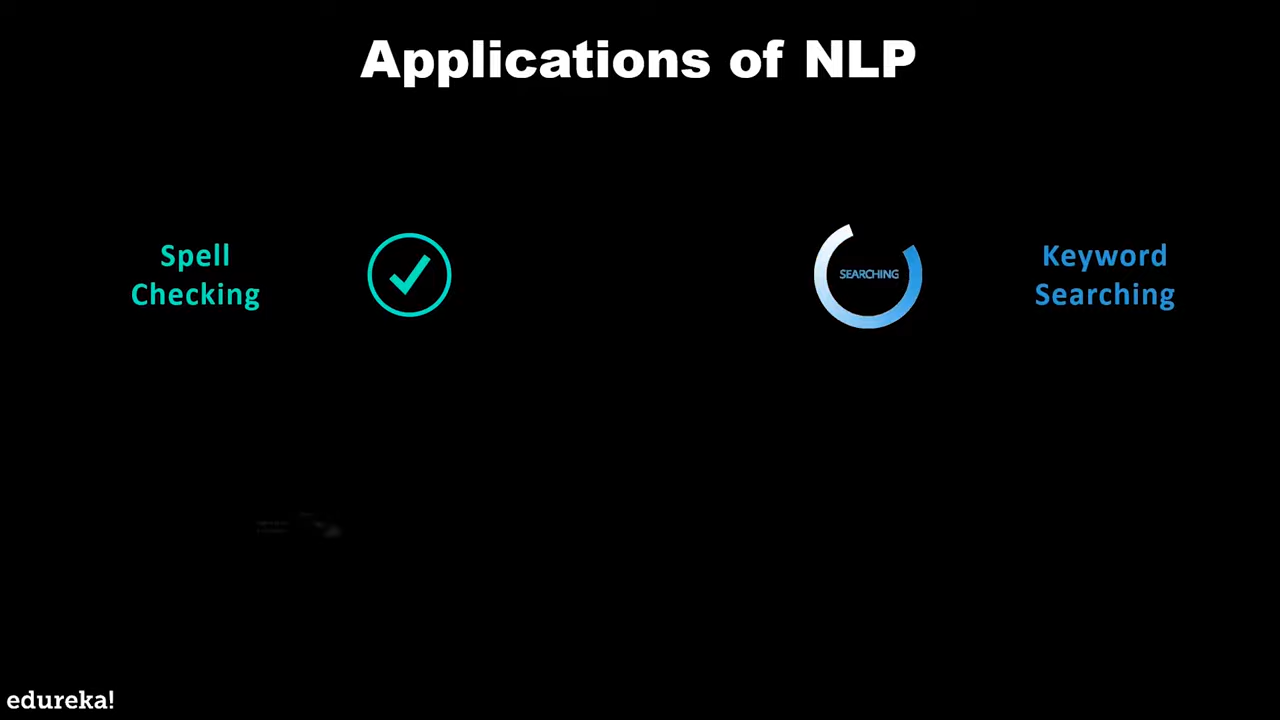 Applications of NLP
Spell
Checking
SEARCHING
Keyword
Searching
edureka!